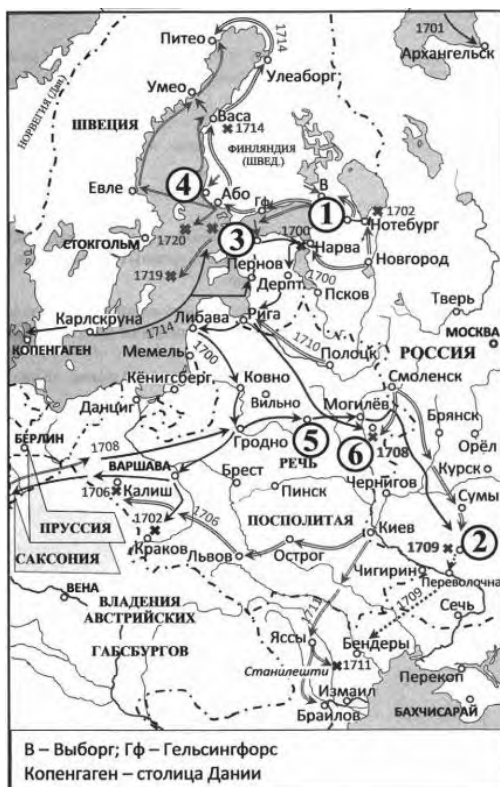 1701
Архангельск
Питео
1714
Улеаборг
НОРВЕГИЯ (Дан.)
Умео
ШВЕЦИЯ
Васа
1714
ФИНЛЯНДИЯ
(ШВЕД.)
Евле
4
Або
Гф
В
1
1702
Нотебург
СТОКГОЛЬМ
1720
3
1700
Нарва
Новгород
1719
Пернов
Дерпт
1700
Псков
Тверь
Карлскруна
1714
Либава
Рига
МОСКВА
КОПЕНГАГЕН
1710
Полоцк
РОССИЯ
Мемель
1700
Смоленск
Кёнигсберг
Ковно
Вильно
Могилёв
Данциг
Брянск
5
6
1708
Орёл
БЕРЛИН
1708
Гродно
РЕЧЬ
Курск
ВАРШАВА
Брест
Чернигов
1706
Калиш
Пинск
Сумы
ПРУССИЯ
1702
1706
ПОСПОЛИТАЯ
Киев
1709
2
САКСОНИЯ
Краков
Львов
Острог
Чигирин
Переволочна
ВЕНА
ВЛАДЕНИЯ
АВСТРИЙСКИХ
ГАБСБУРГОВ
1711
1709
Сечь
Яссы
Бендеры
Станилешти
1711
Перекоп
Измаил
Браилов
БАХЧИСАРАЙ
В – Выборг; Гф – Гельсингфорс
Копенгаген – столица Дании